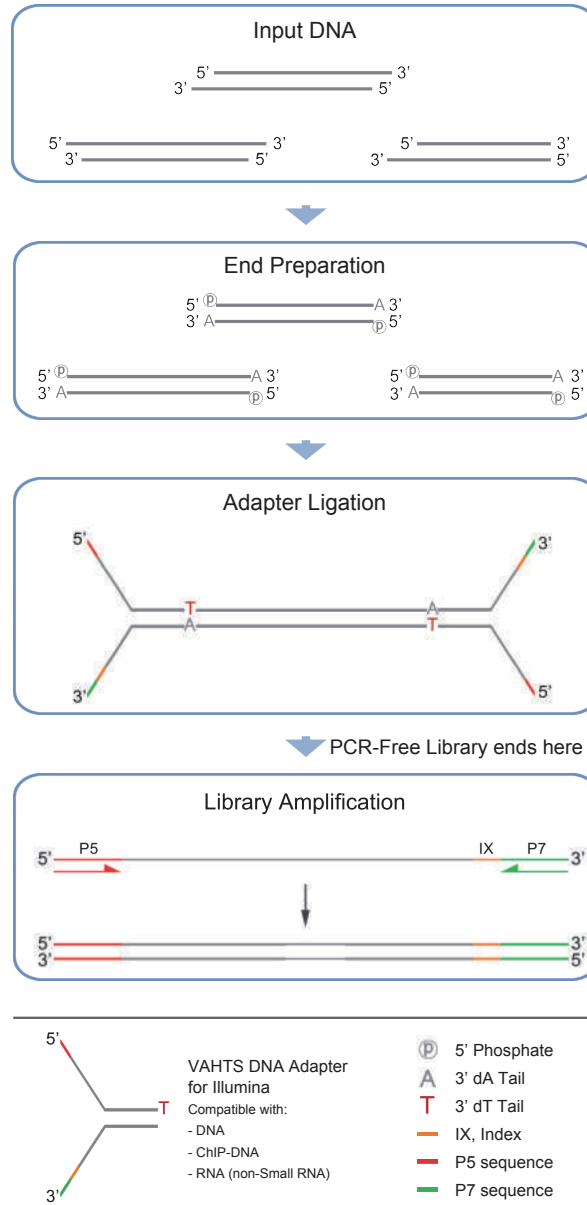 Input DNA
5’ 3’
3’ 5’
5’ 3’ 5’ 3’
3’ 5’ 3’ 5’
End Preparation
5’ ⓟ A 3’
3’ A ⓟ 5’
5’ ⓟ A 3’ 5’ ⓟ A 3’
3’ A ⓟ 5’ 3’ A ⓟ 5’
Adapter Ligation
5’ 3’
T A
A T
3’ 5’
PCR-Free Library ends here
Library Amplification
P5 IX P7
5’ 3’
5’ 3’
3’ 5’
5’
T
3’
VAHTS DNA Adapter
for Illumina
Compatible with:
- DNA
- ChIP-DNA
- RNA (non-Small RNA)
ⓟ 5’ Phosphate
A 3’ dA Tail
T 3’ dT Tail
IX, Index
P5 sequence
P7 sequence